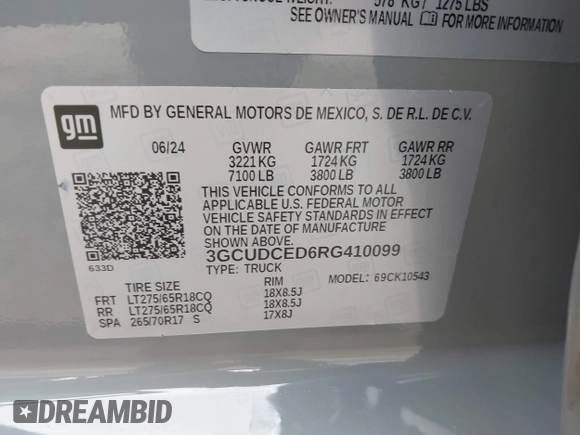 578 KG / 1275 LBS
SEE OWNER'S MANUAL FOR MORE INFORMATION
gm
MFD BY GENERAL MOTORS DE MEXICO, S. DE R.L. DE C.V.
06/24 GVWR GAWR FRT GAWR RR
3221 KG 1724 KG 1724 KG
7100 LB 3800 LB 3800 LB
THIS VEHICLE CONFORMS TO ALL
APPLICABLE U.S. FEDERAL MOTOR
VEHICLE SAFETY STANDARDS IN EFFECT
ON THE DATE OF MANUFACTURE
SHOWN ABOVE.
3GCUDCED6RG410099
633D
TYPE: TRUCK MODEL: 69CK10543
TIRE SIZE RIM
FRT LT275/65R18CQ 18X8.5J
RR LT275/65R18CQ 18X8.5J
SPA 265/70R17 S 17X8J
DREAMBID